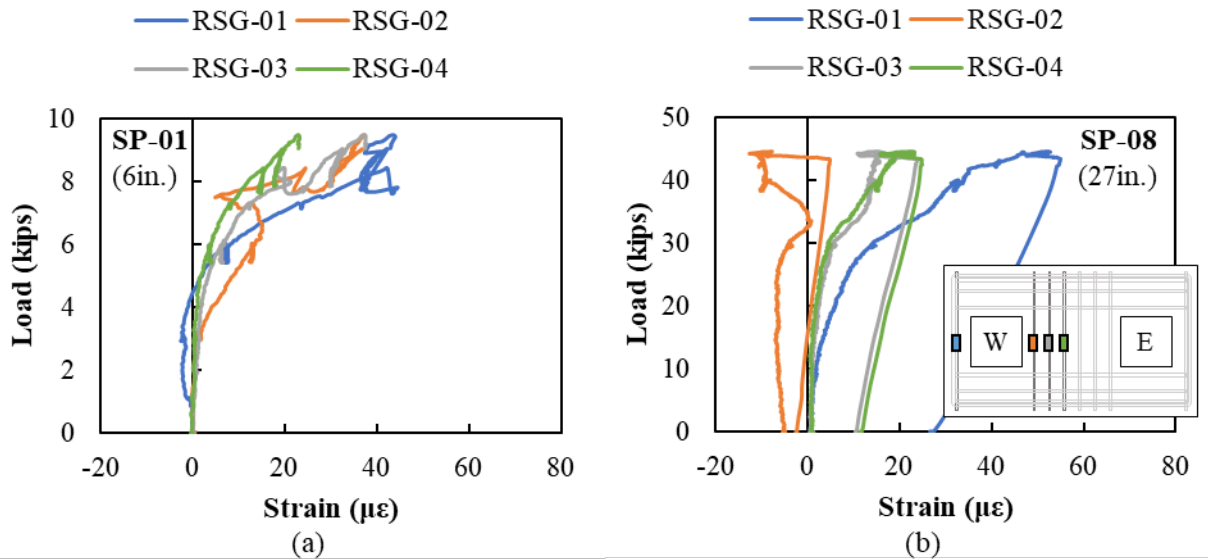 RSG-01 RSG-02
RSG-03 RSG-04
10
8
6
4
2
0
-20 0 20 40 60 80
Load (kips)
Strain (µε)
SP-01
(6in.)
(a)
RSG-01 RSG-02
RSG-03 RSG-04
50
40
30
20
10
0
-20 0 20 40 60 80
Load (kips)
Strain (µε)
SP-08
(27in.)
W E
(b)